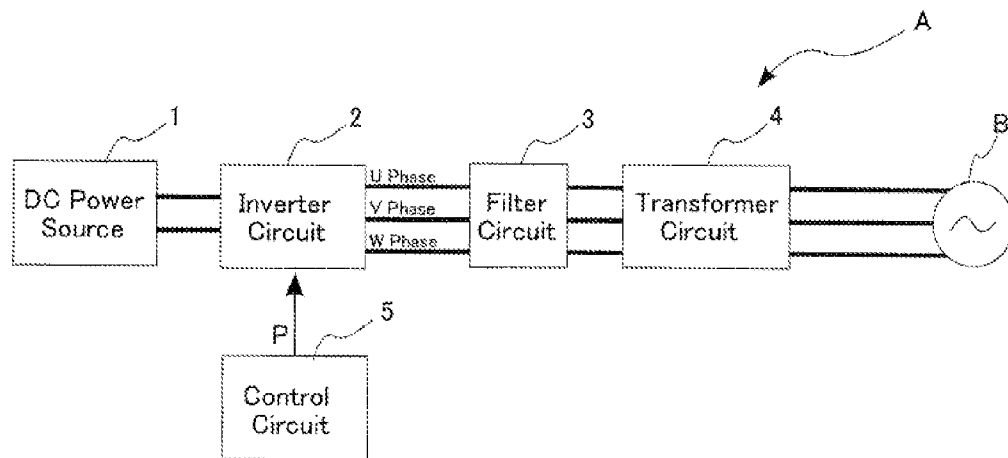 A
1
2
3
4
B
DC Power
Source
Inverter
Circuit
U Phase
V Phase
W Phase
Filter
Circuit
Transformer
Circuit
P
5
Control
Circuit